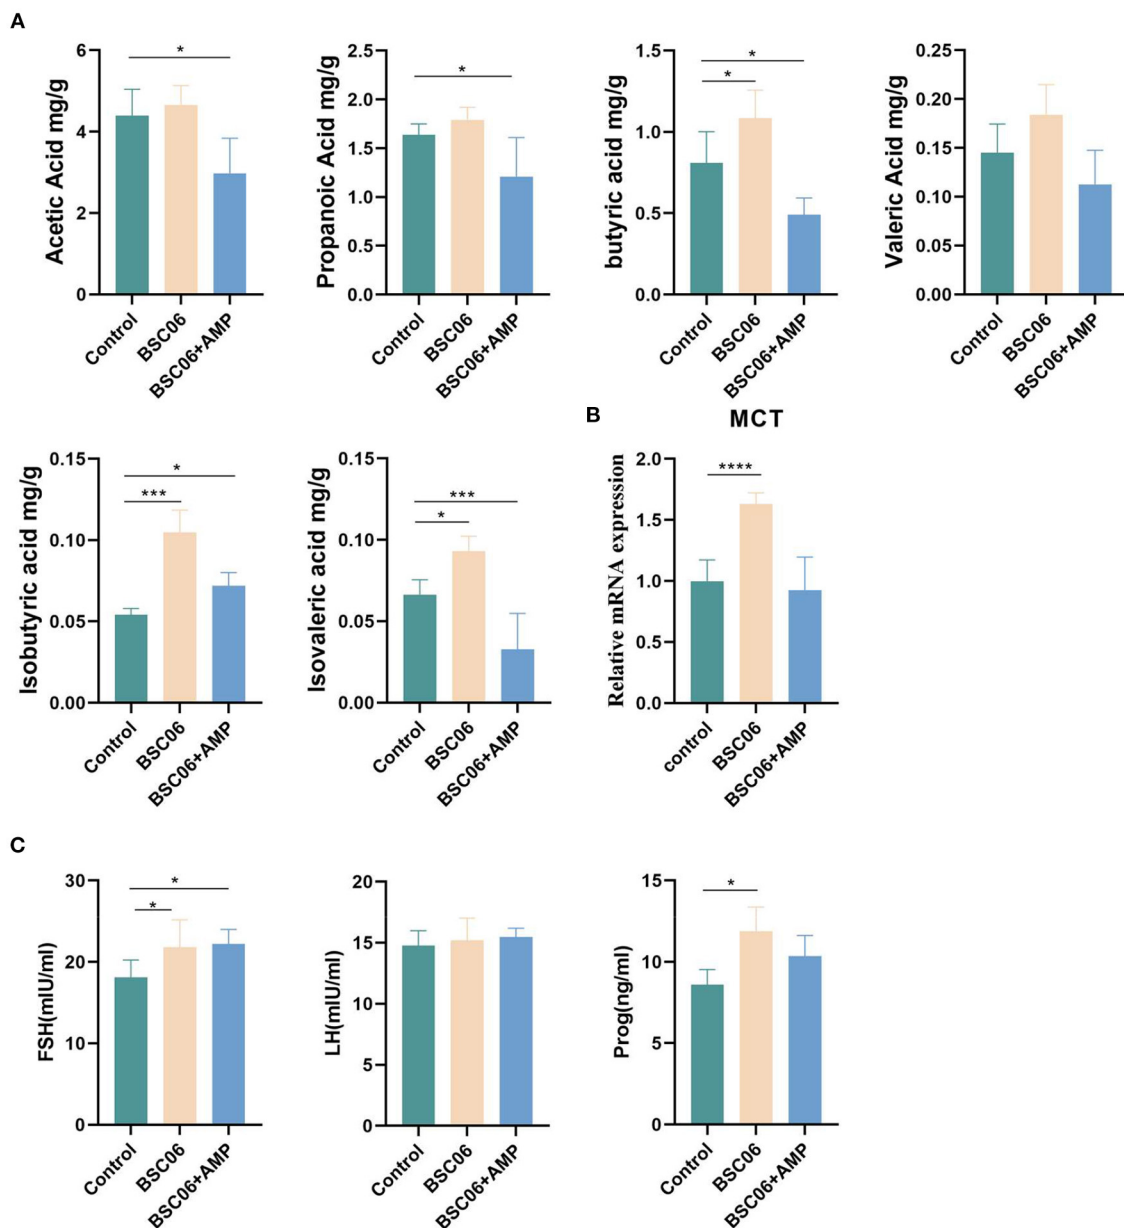 A
Acetic Acid mg/g
6
4
2
0
*
Control
BSC06
BSC06+AMP
Propanoic Acid mg/g
2.5
2.0
1.5
1.0
0.5
0.0
*
Control
BSC06
BSC06+AMP
butyric acid mg/g
1.5
1.0
0.5
0.0
*
*
Control
BSC06
BSC06+AMP
Valeric Acid mg/g
0.25
0.20
0.15
0.10
0.05
0.00
Control
BSC06
BSC06+AMP
Isobutyric acid mg/g
0.15
0.10
0.05
0.00
*
***
Control
BSC06
BSC06+AMP
Isovaleric acid mg/g
0.15
0.10
0.05
0.00
***
*
Control
BSC06
BSC06+AMP
B
MCT
Relative mRNA expression
2.0
1.5
1.0
0.5
0.0
****
control
BSC06
BSC06+AMP
C
FSH(mIU/ml)
30
20
10
0
*
*
Control
BSC06
BSC06+AMP
LH(mIU/ml)
20
15
10
5
0
Control
BSC06
BSC06+AMP
Prog(ng/ml)
15
10
5
0
*
Control
BSC06
BSC06+AMP